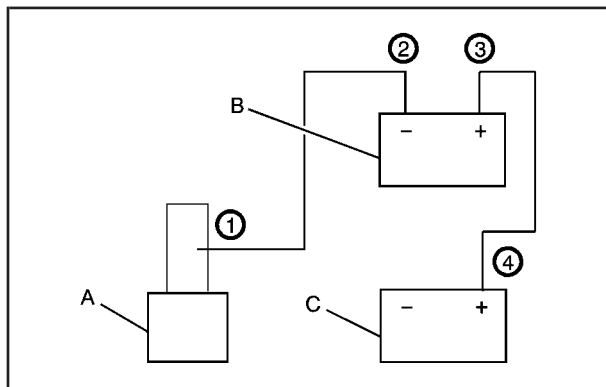 ② ③
B
− +
①
④
A
C
− +